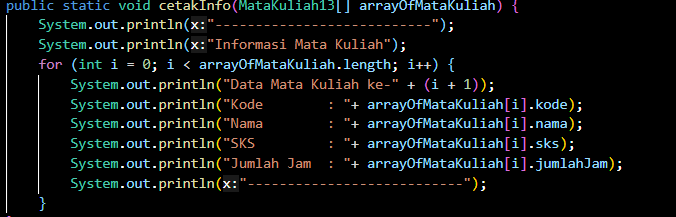 public static void cetakInfo(MataKuliah13[] arrayOfMataKuliah) {
    System.out.println(x:"---------------------------");
    System.out.println(x:"Informasi Mata Kuliah");
    for (int i = 0; i < arrayOfMataKuliah.length; i++) {
        System.out.println("Data Mata Kuliah ke-" + (i + 1));
        System.out.println("Kode        : "+ arrayOfMataKuliah[i].kode);
        System.out.println("Nama        : "+ arrayOfMataKuliah[i].nama);
        System.out.println("SKS         : "+ arrayOfMataKuliah[i].sks);
        System.out.println("Jumlah Jam  : "+ arrayOfMataKuliah[i].jumlahJam);
        System.out.println(x:"---------------------------");
    }